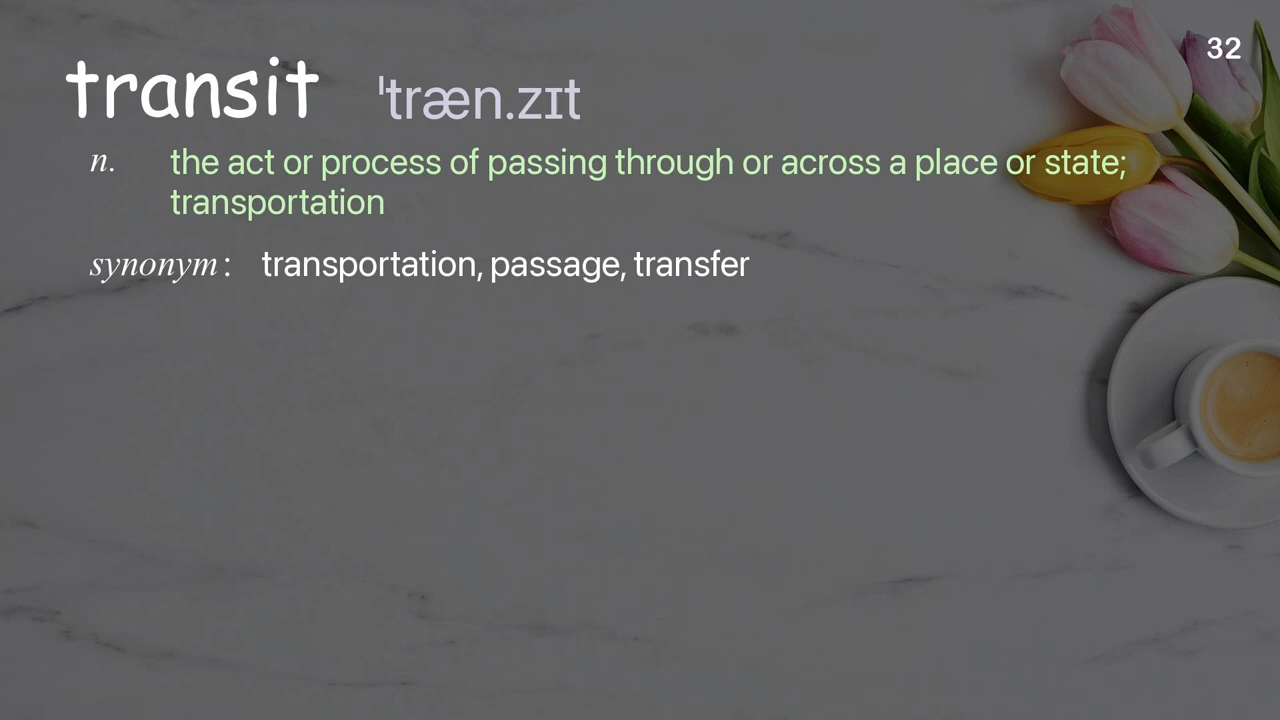 32
transit ˈtræn.zɪt
n. the act or process of passing through or across a place or state;
transportation
synonym: transportation, passage, transfer